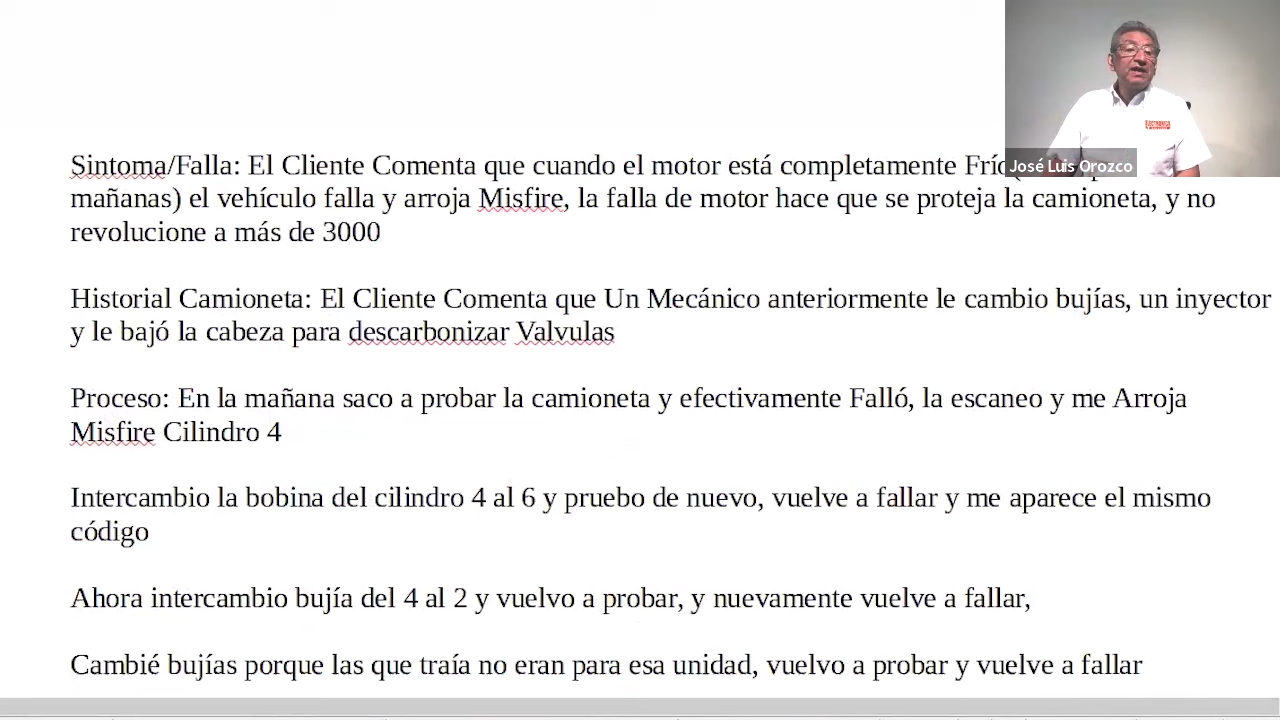 Sintoma/Falla: El Cliente Comenta que cuando el motor está completamente Frío(
mañanas) el vehículo falla y arroja Misfire, la falla de motor hace que se proteja la camioneta, y no
revolucione a más de 3000
Historial Camioneta: El Cliente Comenta que Un Mecánico anteriormente le cambio bujías, un inyector
y le bajó la cabeza para descarbonizar Valvulas
Proceso: En la mañana saco a probar la camioneta y efectivamente Falló, la escaneo y me Arroja
Misfire Cilindro 4
Intercambio la bobina del cilindro 4 al 6 y pruebo de nuevo, vuelve a fallar y me aparece el mismo
código
Ahora intercambio bujía del 4 al 2 y vuelvo a probar, y nuevamente vuelve a fallar,
Cambié bujías porque las que traía no eran para esa unidad, vuelvo a probar y vuelve a fallar
ELECTRONICA
José Luis Orozco